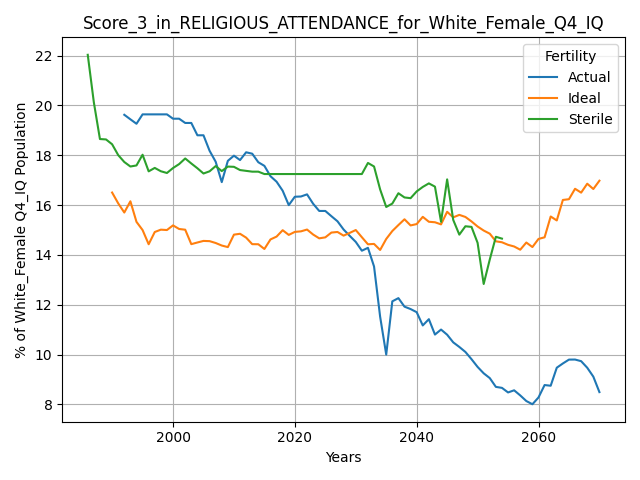 Score_3_in_RELIGIOUS_ATTENDANCE_for_White_Female_Q4_IQ
Fertility
Actual
Ideal
Sterile
% of White_Female Q4_IQ Population
22
20
18
16
14
12
10
8
2000 2020 2040 2060
Years